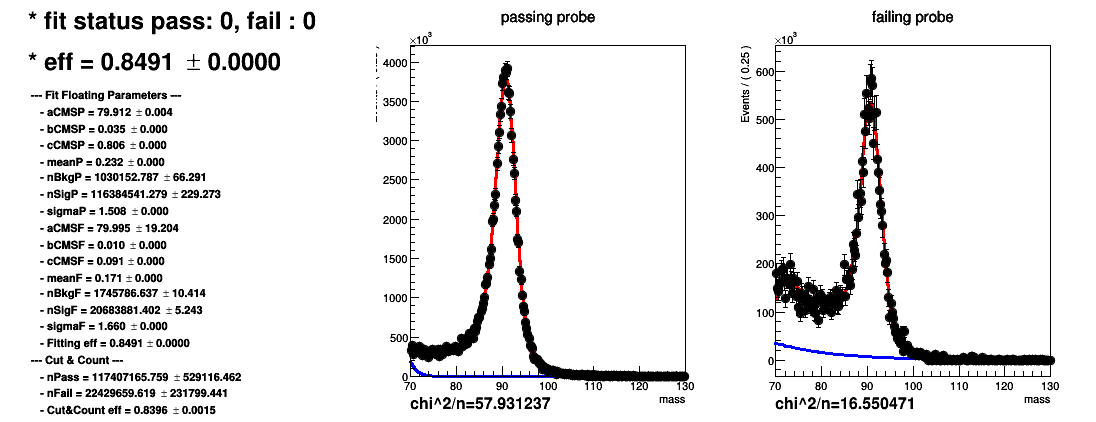 * fit status pass: 0, fail : 0
* eff = 0.8491 ± 0.0000
--- Fit Floating Parameters ---
- aCMSP = 79.912 ± 0.004
- bCMSP = 0.035 ± 0.000
- cCMSP = 0.806 ± 0.000
- meanP = 0.232 ± 0.000
- nBkgP = 1030152.787 ± 66.291
- nSigP = 116384541.279 ± 229.273
- sigmaP = 1.508 ± 0.000
- aCMSF = 79.995 ± 19.204
- bCMSF = 0.010 ± 0.000
- cCMSF = 0.091 ± 0.000
- meanF = 0.171 ± 0.000
- nBkgF = 1745786.637 ± 10.414
- nSigF = 20683881.402 ± 5.243
- sigmaF = 1.660 ± 0.000
- Fitting eff = 0.8491 ± 0.0000
--- Cut & Count ---
- nPass = 117407165.759 ± 529116.462
- nFail = 22429659.619 ± 231799.441
- Cut&Count eff = 0.8396 ± 0.0015
passing probe
×10³
4000
3500
3000
2500
2000
1500
1000
500
0
70 80 90 100 110 120 130
mass
chi^2/n=57.931237
failing probe
×10³
Events / ( 0.25 )
600
500
400
300
200
100
0
70 80 90 100 110 120 130
mass
chi^2/n=16.550471